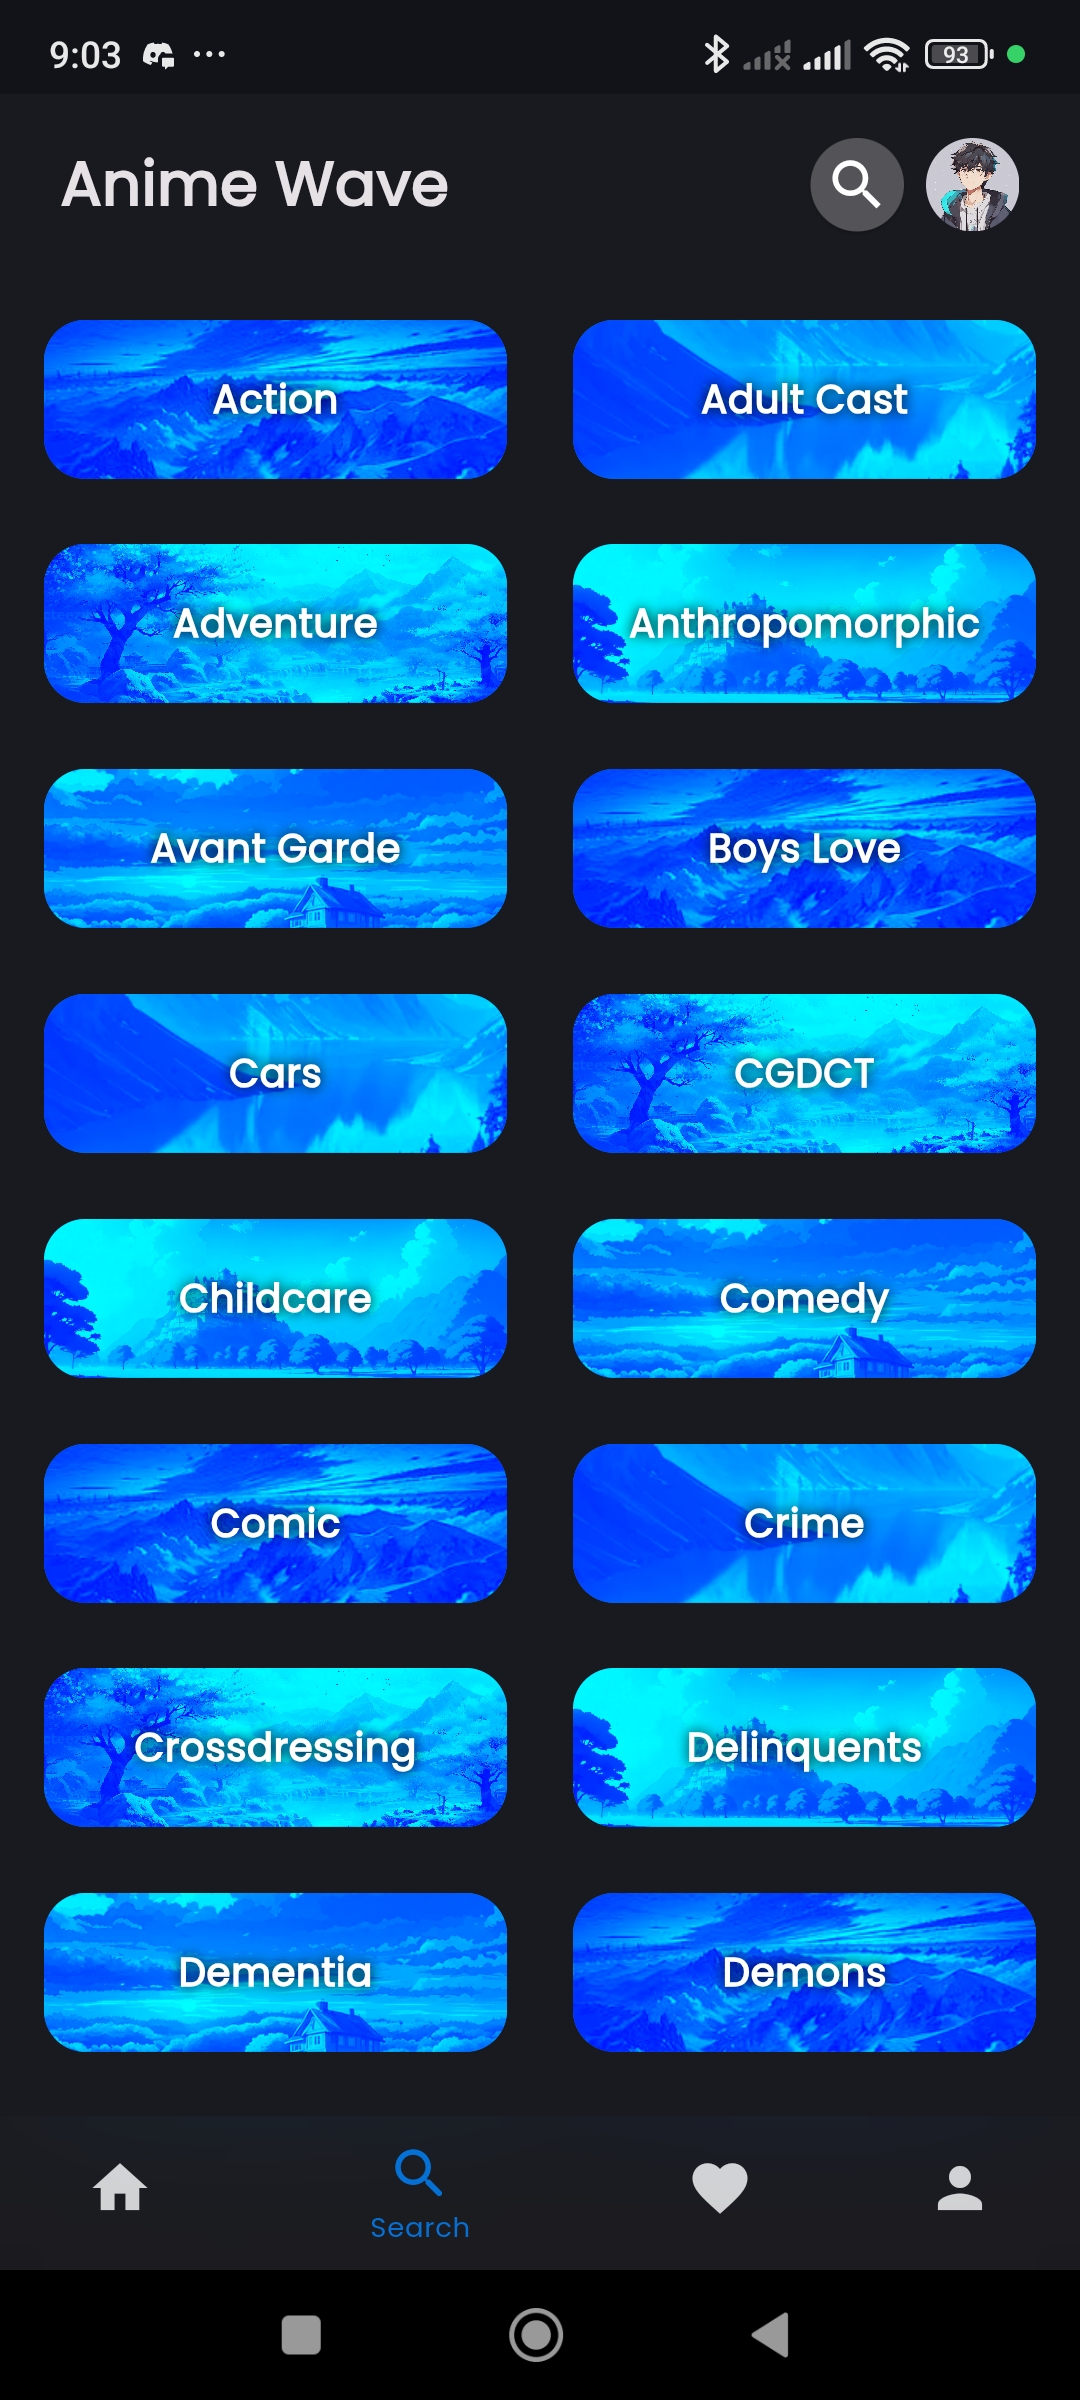 9:03
93
Anime Wave
Action
Adult Cast
Adventure
Anthropomorphic
Avant Garde
Boys Love
Cars
CGDCT
Childcare
Comedy
Comic
Crime
Crossdressing
Delinquents
Dementia
Demons
Search